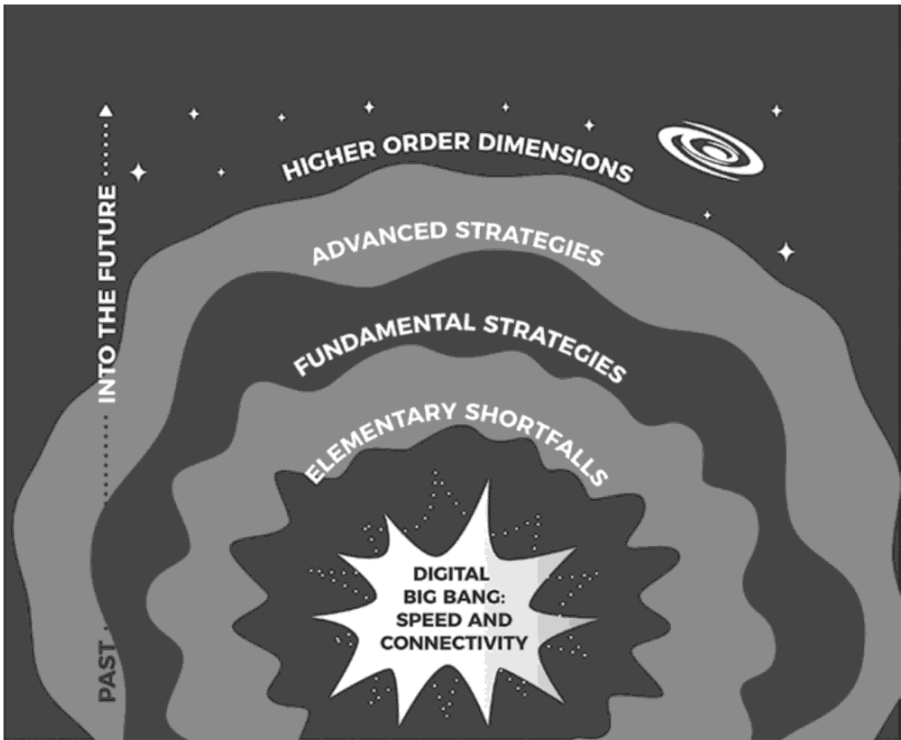 HIGHER ORDER DIMENSIONS
ADVANCED STRATEGIES
FUNDAMENTAL STRATEGIES
ELEMENTARY SHORTFALLS
DIGITAL
BIG BANG:
SPEED AND
CONNECTIVITY
INTO THE FUTURE
PAST